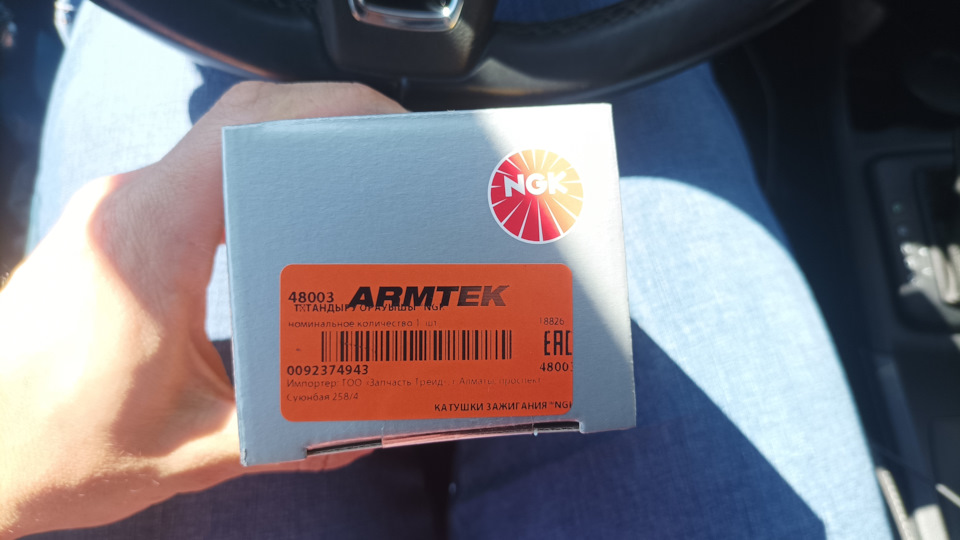 NGK
48003 ARMTEK
"NGK
номинальное количество 1 шт
18826
EAC
0092374943
48003
Импортер: ТОО «Запчасть Трейд», г.Алматы, проспект
Суюнбая 258/4
КАТУШКИ ЗАЖИГАНИЯ "NGK